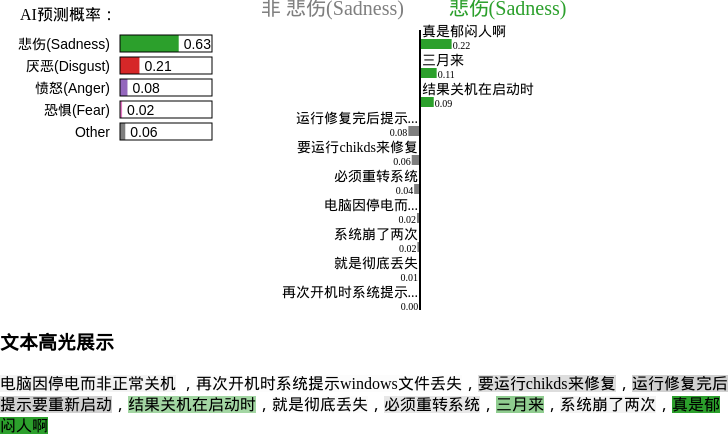 AI预测概率：
悲伤(Sadness) 0.63
厌恶(Disgust) 0.21
愤怒(Anger) 0.08
恐惧(Fear) 0.02
Other 0.06
非 悲伤(Sadness) 悲伤(Sadness)
真是郁闷人啊
0.22
三月来
0.11
结果关机在启动时
0.09
运行修复完后提示...
0.08
要运行chikds来修复
0.06
必须重转系统
0.04
电脑因停电而...
0.02
系统崩了两次
0.02
就是彻底丢失
0.01
再次开机时系统提示...
0.00
文本高光展示
电脑因停电而非正常关机 ，再次开机时系统提示windows文件丢失，要运行chikds来修复，运行修复完后
提示要重新启动，结果关机在启动时，就是彻底丢失，必须重转系统，三月来，系统崩了两次，真是郁
闷人啊